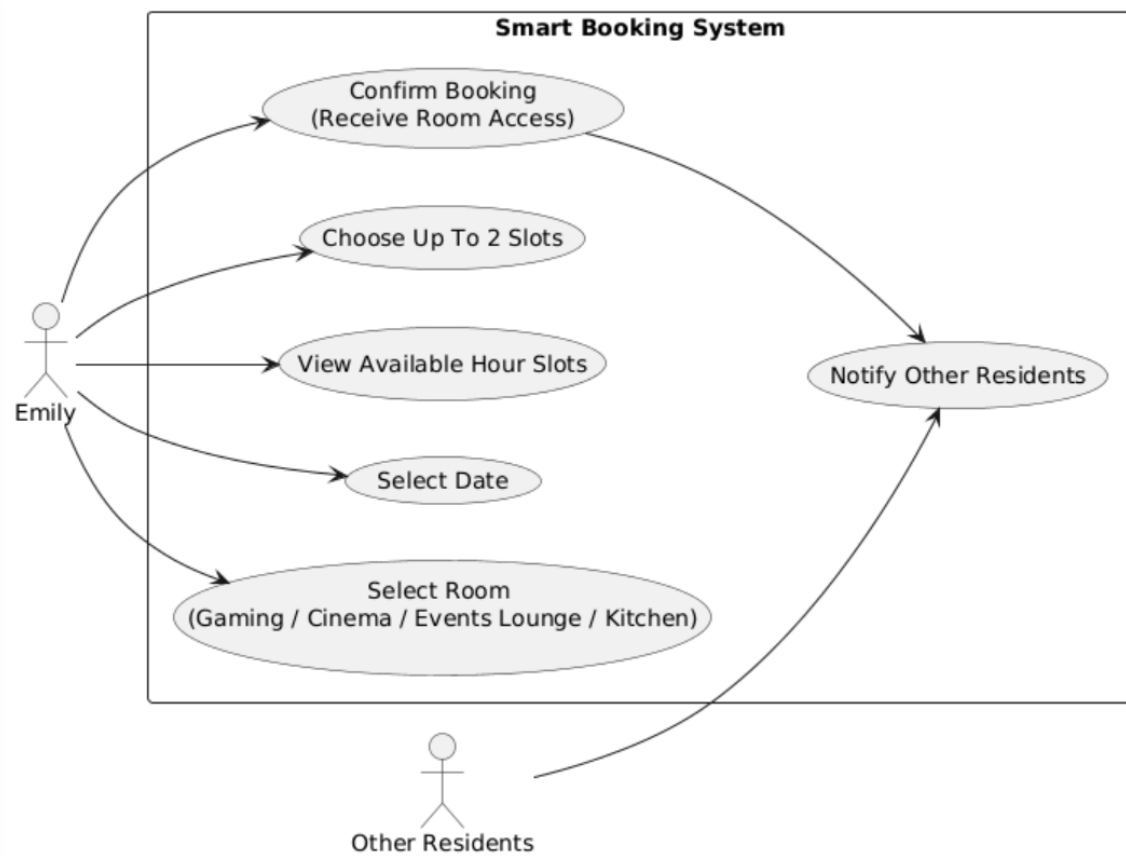 Smart Booking System
Confirm Booking
(Receive Room Access)
Choose Up To 2 Slots
View Available Hour Slots
Notify Other Residents
Emily
Select Date
Select Room
(Gaming / Cinema / Events Lounge / Kitchen)
Other Residents